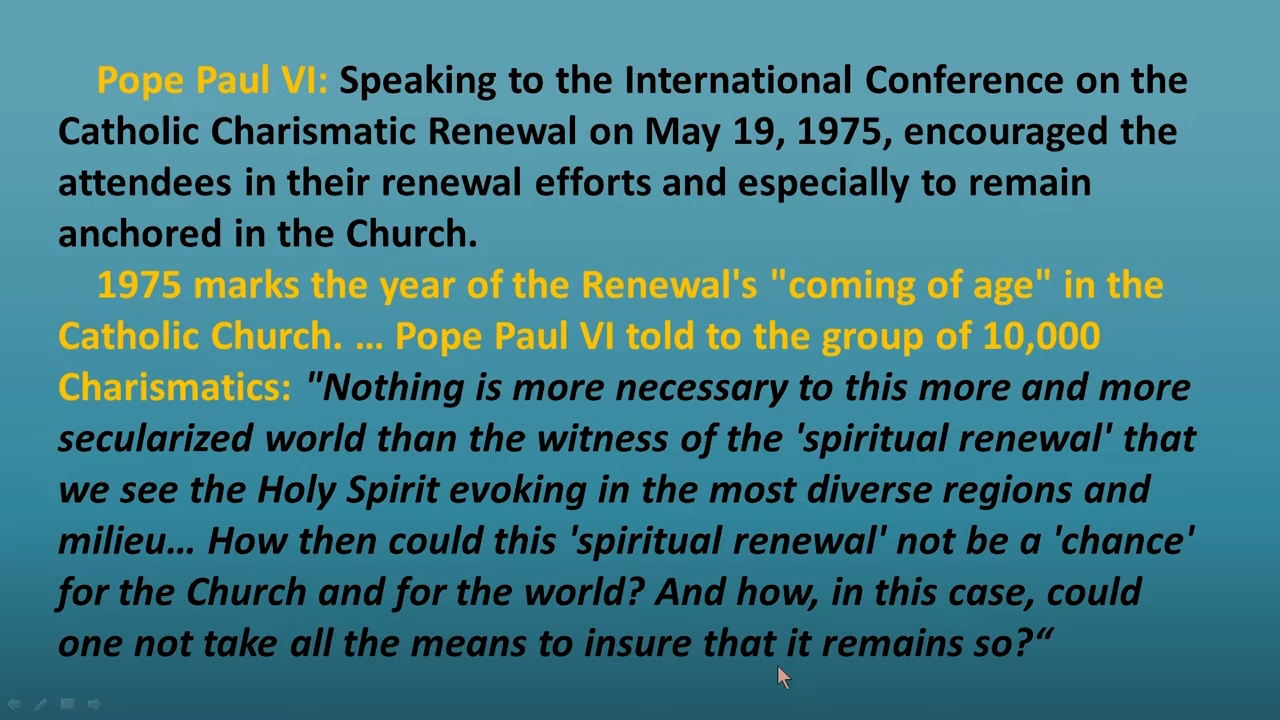 Pope Paul VI: Speaking to the International Conference on the
Catholic Charismatic Renewal on May 19, 1975, encouraged the
attendees in their renewal efforts and especially to remain
anchored in the Church.
1975 marks the year of the Renewal's "coming of age" in the
Catholic Church. … Pope Paul VI told to the group of 10,000
Charismatics: "Nothing is more necessary to this more and more
secularized world than the witness of the 'spiritual renewal' that
we see the Holy Spirit evoking in the most diverse regions and
milieu… How then could this 'spiritual renewal' not be a 'chance'
for the Church and for the world? And how, in this case, could
one not take all the means to insure that it remains so?“